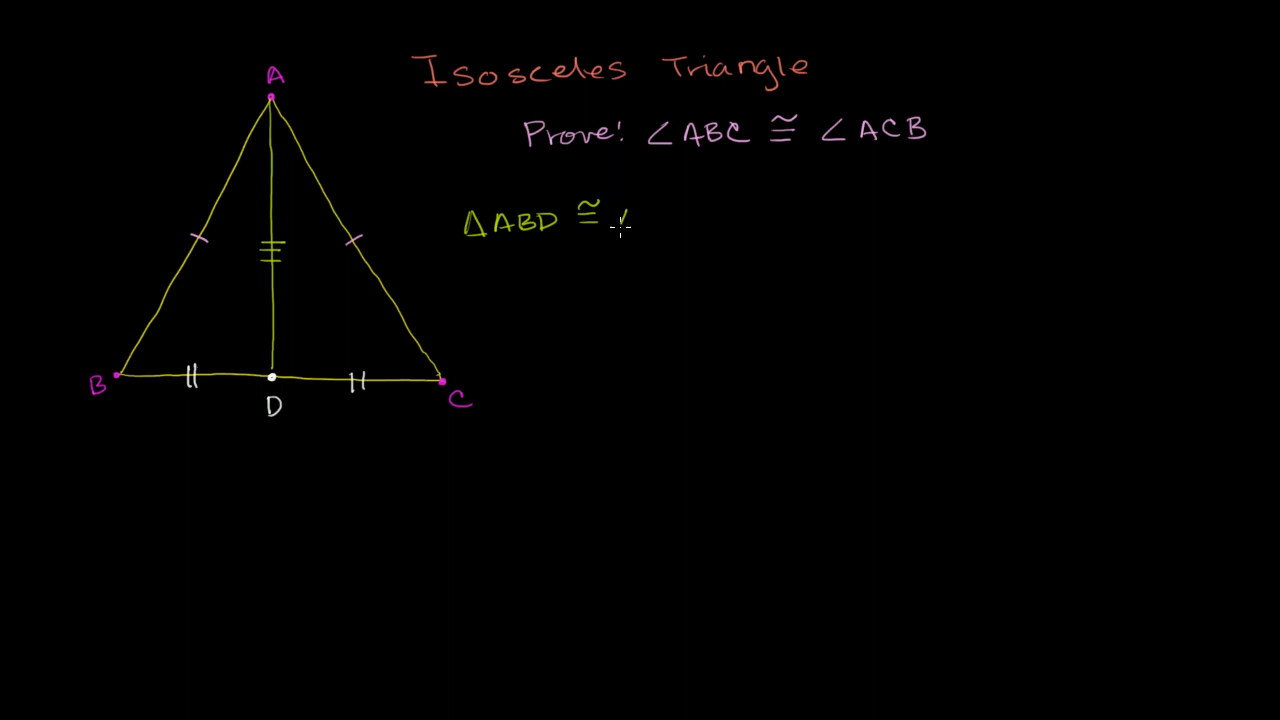 A
Isosceles Triangle
Prove: ∠ABC ≅ ∠ACB
ΔABD ≅
B
D
C